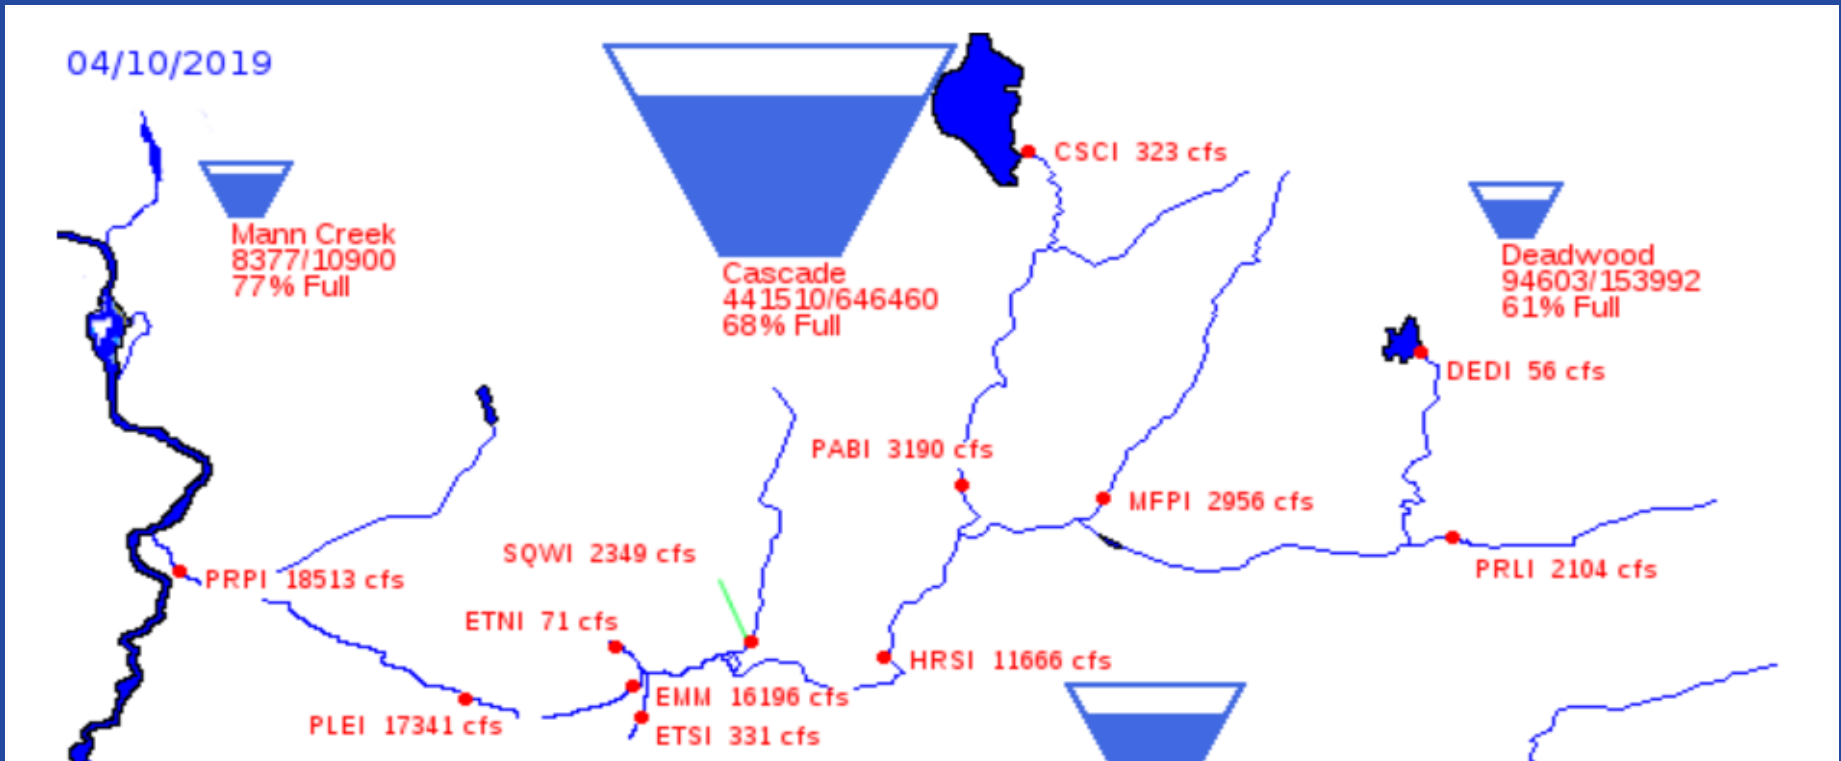 04/10/2019
CSCI 323 cfs
Mann Creek
8377/10900
77% Full
Cascade
441510/646460
68% Full
Deadwood
94603/153992
61% Full
DEDI 56 cfs
PABI 3190 cfs
MFPI 2956 cfs
SQWI 2349 cfs
PRPI 18513 cfs
PRLI 2104 cfs
ETNI 71 cfs
HRSI 11666 cfs
EMM 16196 cfs
PLEI 17341 cfs
ETSI 331 cfs